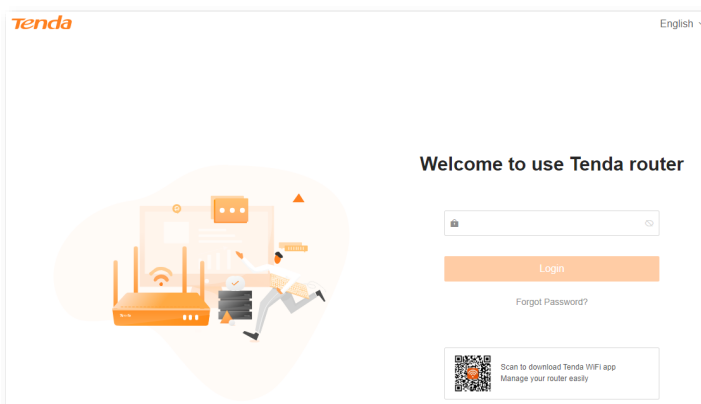 Tenda
English
Welcome to use Tenda router
Login
Forgot Password?
Scan to download Tenda WiFi app
Manage your router easily